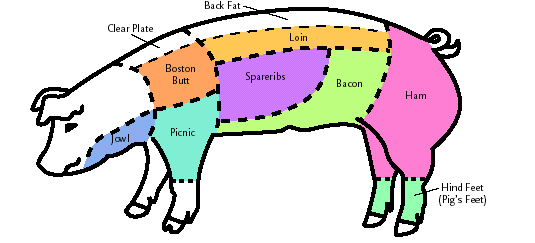 Back Fat
Clear Plate
Loin
Boston
Butt
Spareribs
Bacon
Ham
Jowl
Picnic
Hind Feet
(Pig's Feet)